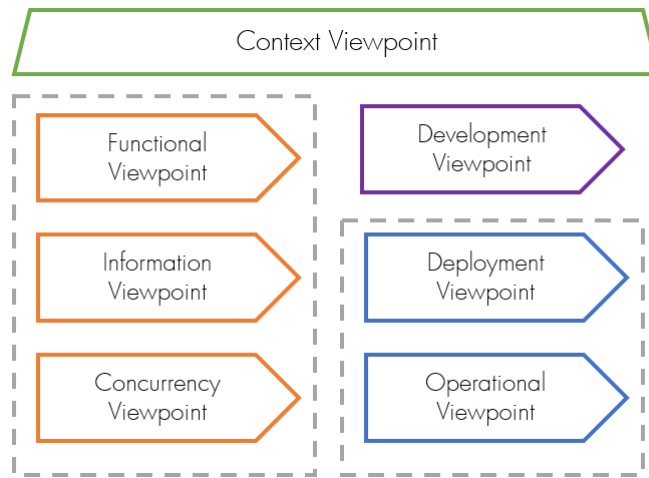 Context Viewpoint
Functional
Viewpoint
Information
Viewpoint
Concurrency
Viewpoint
Development
Viewpoint
Deployment
Viewpoint
Operational
Viewpoint